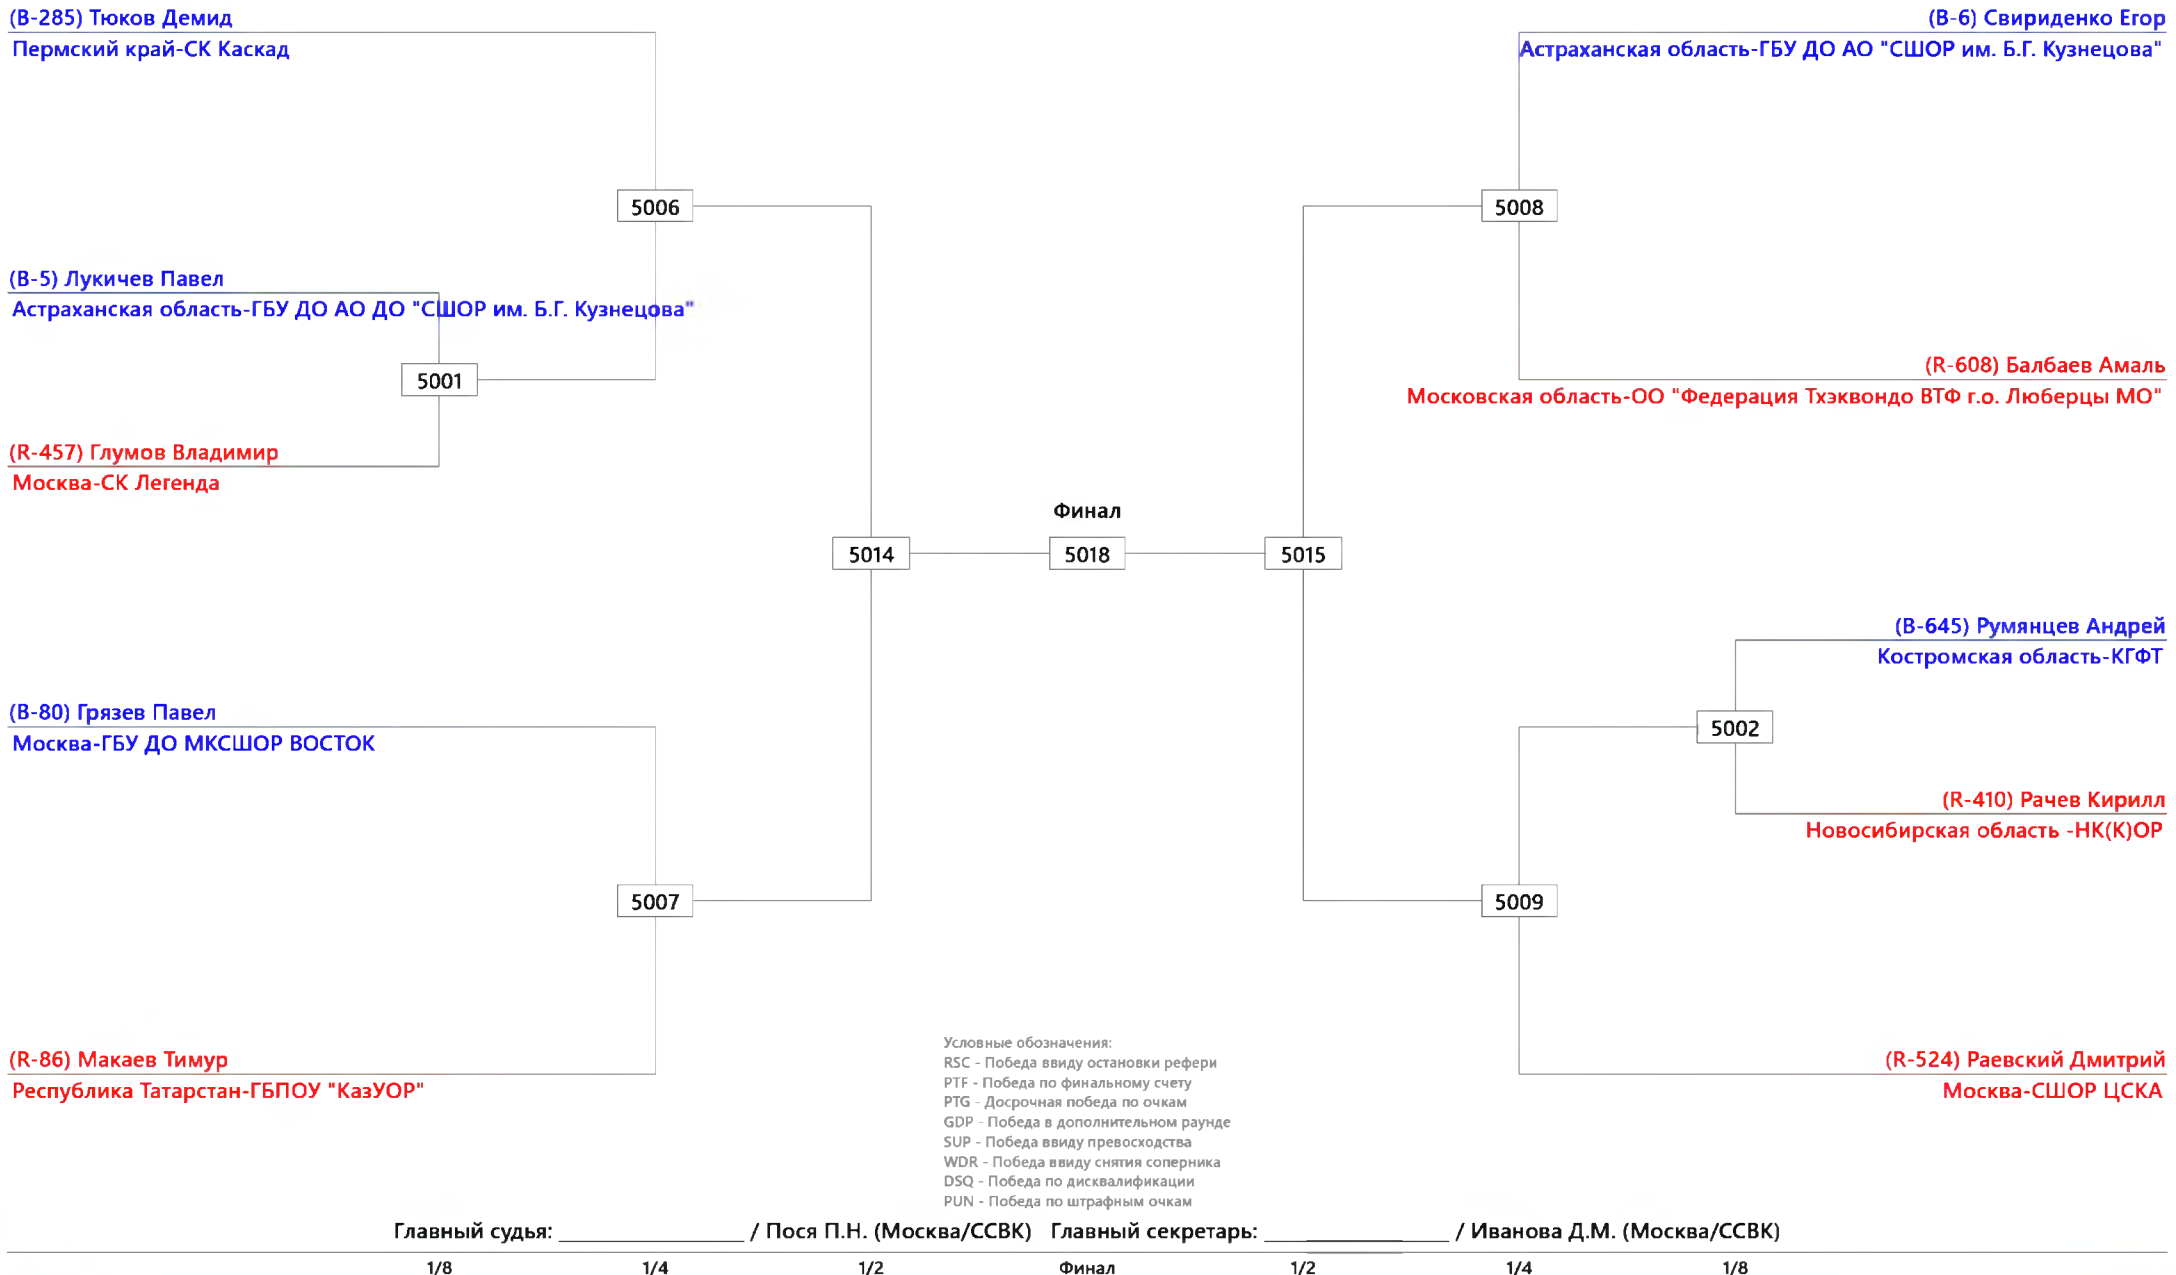 (B-285) Тюков Демид
Пермский край-СК Каскад
(B-6) Свириденко Егор
Астраханская область-ГБУ ДО АО "СШОР им. Б.Г. Кузнецова"
5006
5008
(B-5) Лукичев Павел
Астраханская область-ГБУ ДО АО ДО "СШОР им. Б.Г. Кузнецова"
5001
(R-608) Балбаев Амаль
Московская область-ОО "Федерация Тхэквондо ВТФ г.о. Люберцы МО"
(R-457) Глумов Владимир
Москва-СК Легенда
Финал
5014
5018
5015
(B-645) Румянцев Андрей
Костромская область-КГФТ
(B-80) Грязев Павел
Москва-ГБУ ДО МКСШОР ВОСТОК
5002
(R-410) Рачев Кирилл
Новосибирская область -НК(К)ОР
5007
5009
(R-86) Макаев Тимур
Республика Татарстан-ГБПОУ "КазУОР"
(R-524) Раевский Дмитрий
Москва-СШОР ЦСКА
Условные обозначения:
RSC - Победа ввиду остановки рефери
PTF - Победа по финальному счету
PTG - Досрочная победа по очкам
GDP - Победа в дополнительном раунде
SUP - Победа ввиду превосходства
WDR - Победа ввиду снятия соперника
DSQ - Победа по дисквалификации
PUN - Победа по штрафным очкам
Главный судья: ________________ / Пося П.Н. (Москва/ССВК) Главный секретарь: ________________ / Иванова Д.М. (Москва/ССВК)
1/8 1/4 1/2 Финал 1/2 1/4 1/8